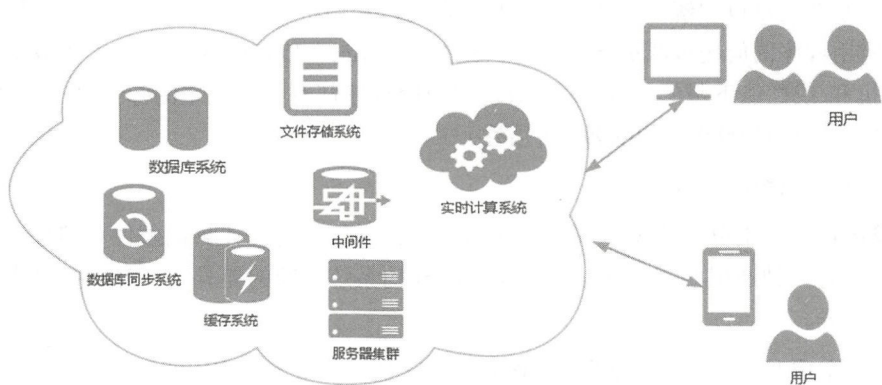 文件存储系统
用户
数据库系统
实时计算系统
中间件
数据库同步系统
缓存系统
服务器集群
用户